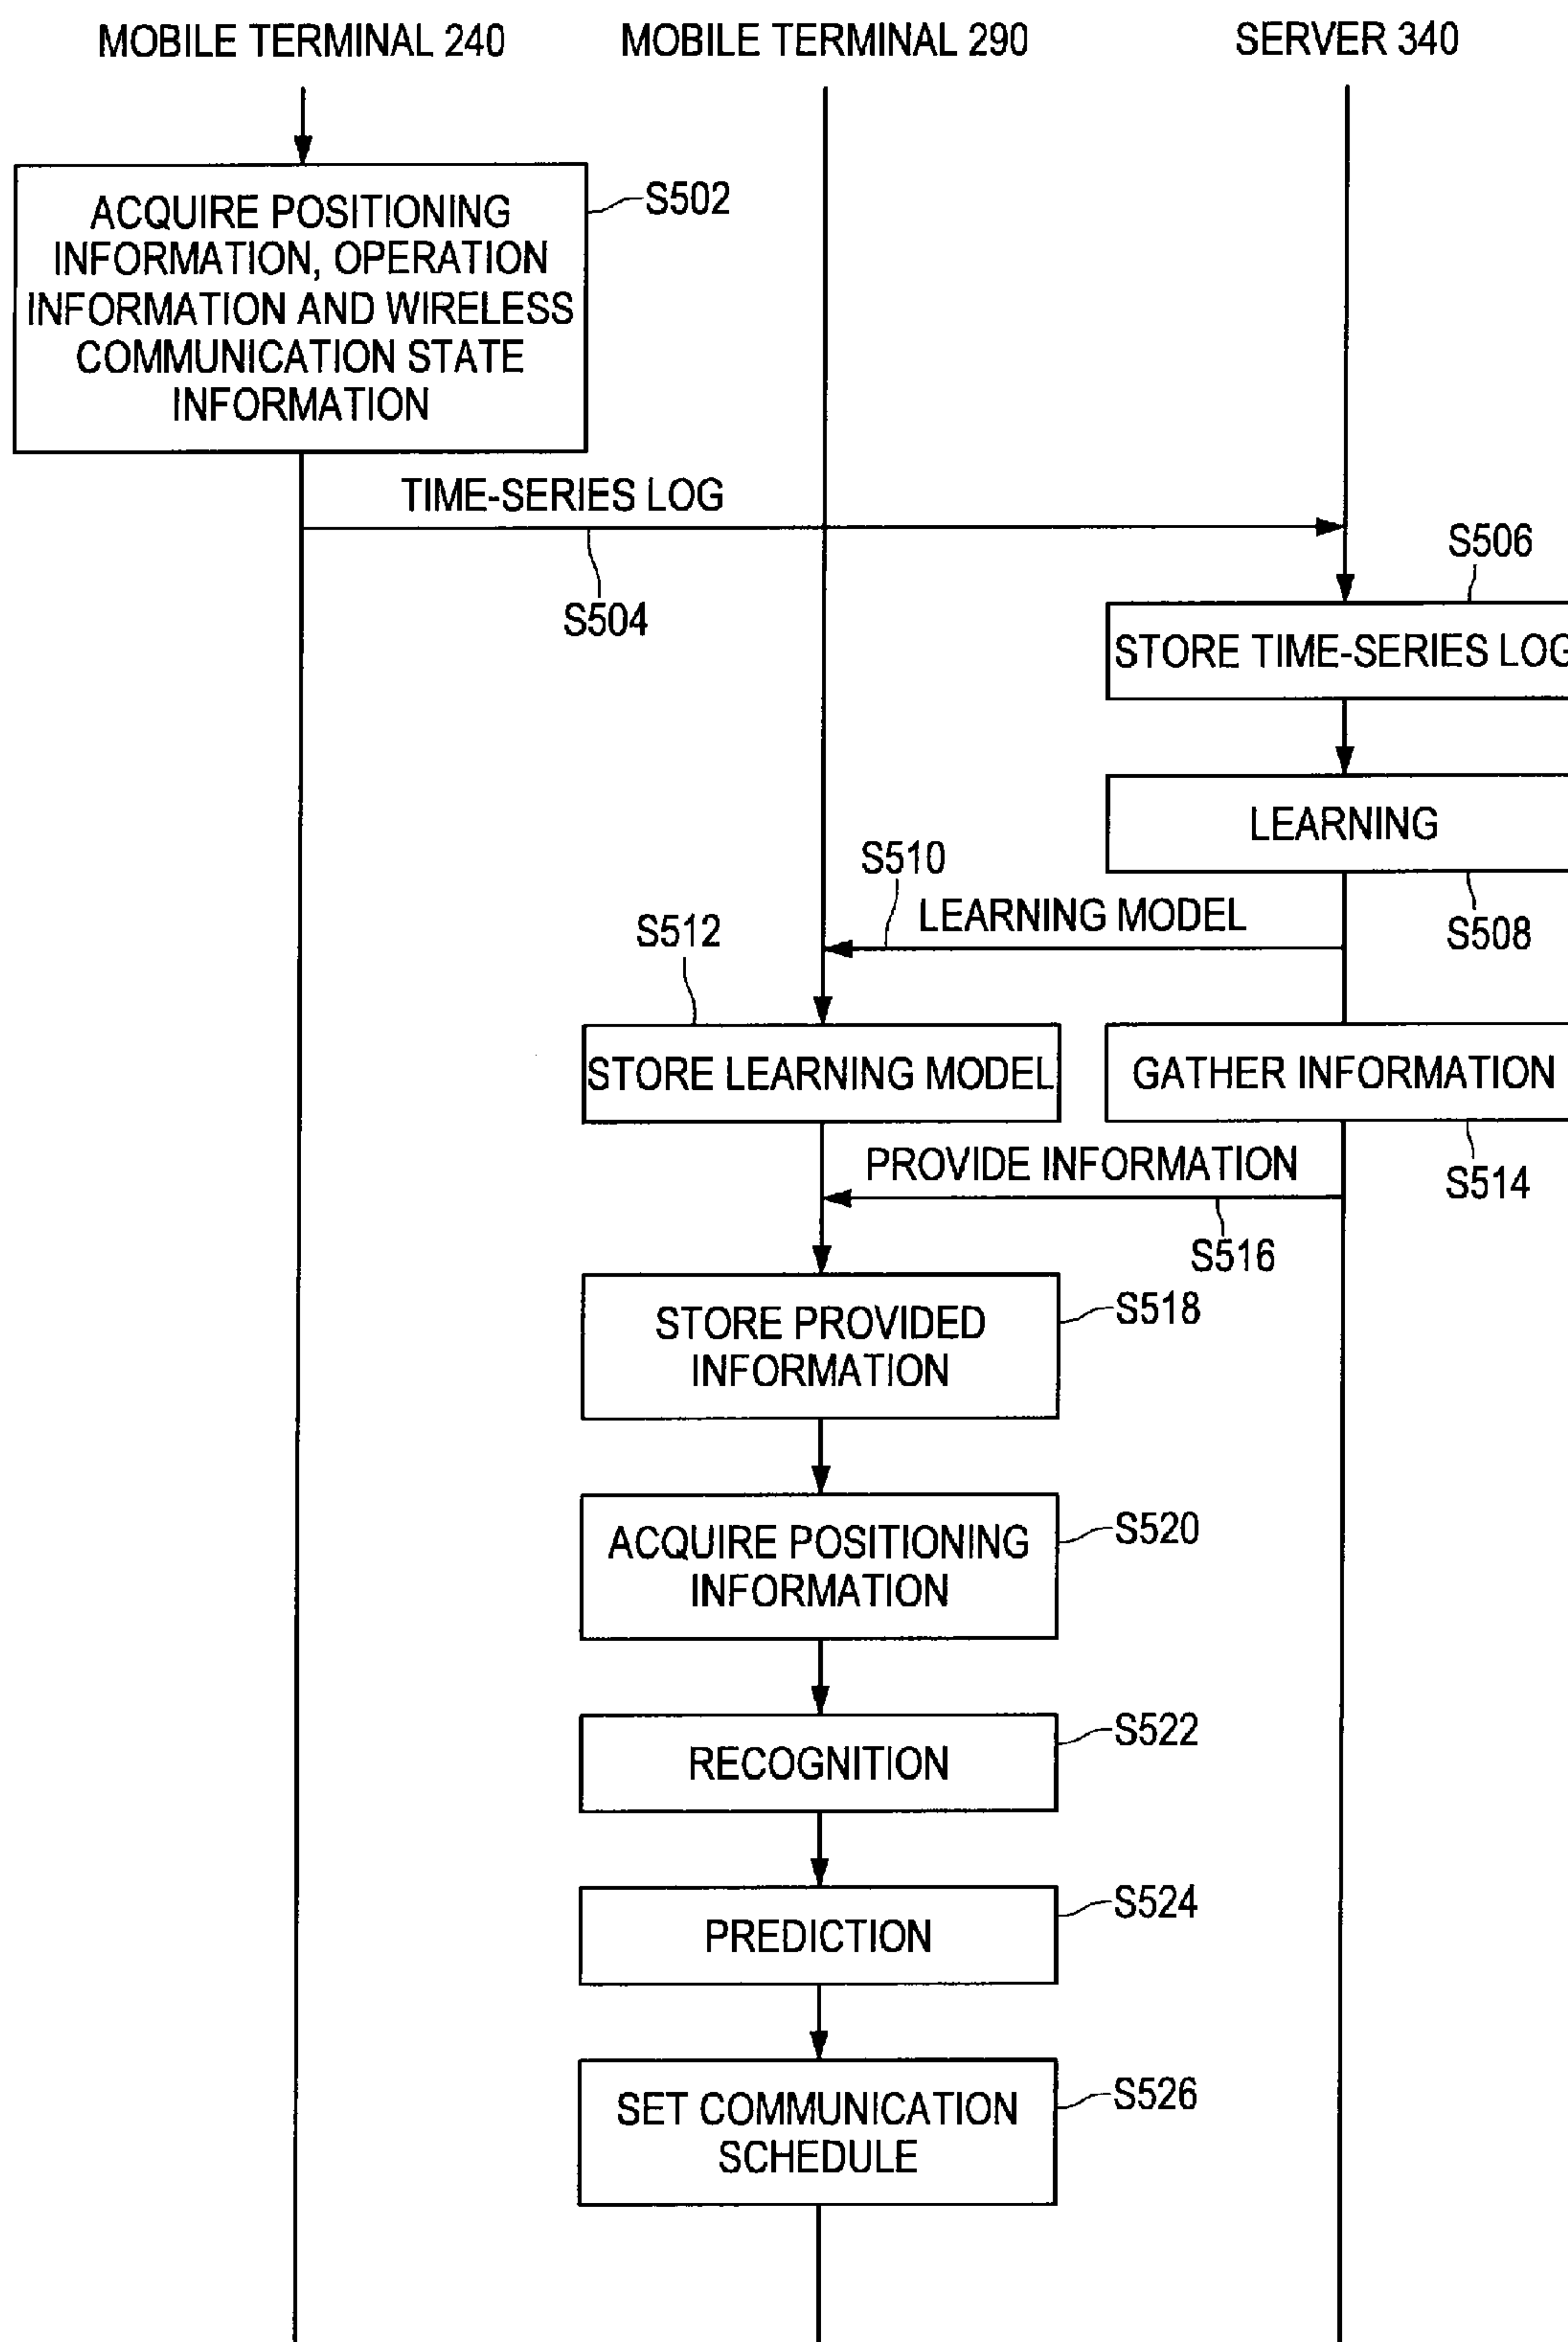 MOBILE TERMINAL 240
MOBILE TERMINAL 290
SERVER 340
ACQUIRE POSITIONING
INFORMATION, OPERATION
INFORMATION AND WIRELESS
COMMUNICATION STATE
INFORMATION
S502
TIME-SERIES LOG
S504
S506
STORE TIME-SERIES LOG
LEARNING
S508
S510
LEARNING MODEL
S512
STORE LEARNING MODEL
GATHER INFORMATION
S514
PROVIDE INFORMATION
S516
STORE PROVIDED
INFORMATION
S518
ACQUIRE POSITIONING
INFORMATION
S520
RECOGNITION
S522
PREDICTION
S524
SET COMMUNICATION
SCHEDULE
S526